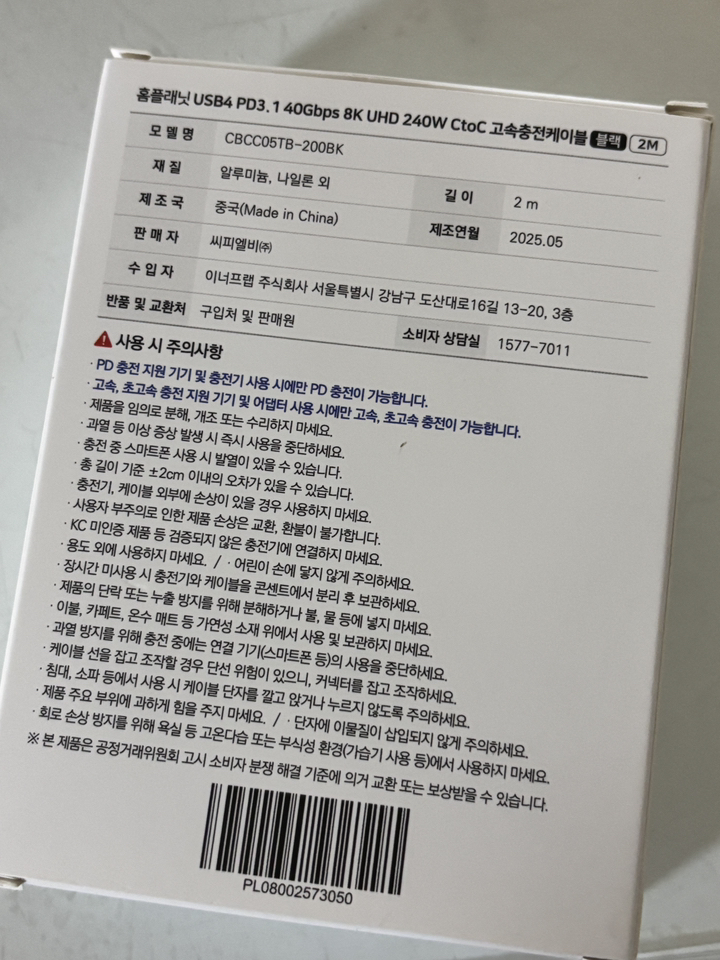 홈플래닛 USB4 PD3.1 40Gbps 8K UHD 240W CtoC 고속충전케이블 블랙 2M
모델명 CBCC05TB-200BK
재질 알루미늄, 나일론 외 길이 2 m
제조국 중국(Made in China) 제조연월 2025.05
판매자 씨피엘비㈜
수입자 이너프랩 주식회사 서울특별시 강남구 도산대로16길 13-20, 3층
반품 및 교환처 구입처 및 판매원 소비자 상담실 1577-7011
사용 시 주의사항
· PD 충전 지원 기기 및 충전기 사용 시에만 PD 충전이 가능합니다.
· 고속, 초고속 충전 지원 기기 및 어댑터 사용 시에만 고속, 초고속 충전이 가능합니다.
· 제품을 임의로 분해, 개조 또는 수리하지 마세요.
· 과열 등 이상 증상 발생 시 즉시 사용을 중단하세요.
· 충전 중 스마트폰 사용 시 발열이 있을 수 있습니다.
· 총 길이 기준 ±2cm 이내의 오차가 있을 수 있습니다.
· 충전기, 케이블 외부에 손상이 있을 경우 사용하지 마세요.
· 사용자 부주의로 인한 제품 손상은 교환, 환불이 불가합니다.
· KC 미인증 제품 등 검증되지 않은 충전기에 연결하지 마세요.
· 용도 외에 사용하지 마세요. / · 어린이 손에 닿지 않게 주의하세요.
· 장시간 미사용 시 충전기와 케이블을 콘센트에서 분리 후 보관하세요.
· 제품의 단락 또는 누출 방지를 위해 분해하거나 불, 물 등에 넣지 마세요.
· 이불, 카페트, 온수 매트 등 가연성 소재 위에서 사용 및 보관하지 마세요.
· 과열 방지를 위해 충전 중에는 연결 기기(스마트폰 등)의 사용을 중단하세요.
· 케이블 선을 잡고 조작할 경우 단선 위험이 있으니, 커넥터를 잡고 조작하세요.
· 침대, 소파 등에서 사용 시 케이블 단자를 깔고 앉거나 누르지 않도록 주의하세요.
· 제품 주요 부위에 과하게 힘을 주지 마세요. / · 단자에 이물질이 삽입되지 않게 주의하세요.
· 회로 손상 방지를 위해 욕실 등 고온다습 또는 부식성 환경(가습기 사용 등)에서 사용하지 마세요.
※ 본 제품은 공정거래위원회 고시 소비자 분쟁 해결 기준에 의거 교환 또는 보상받을 수 있습니다.
PL08002573050